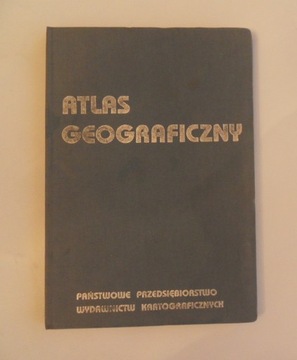 ATLAS
GEOGRAFICZNY
PAŃSTWOWE PRZEDSIĘBIORSTWO
WYDAWNICTW KARTOGRAFICZNYCH